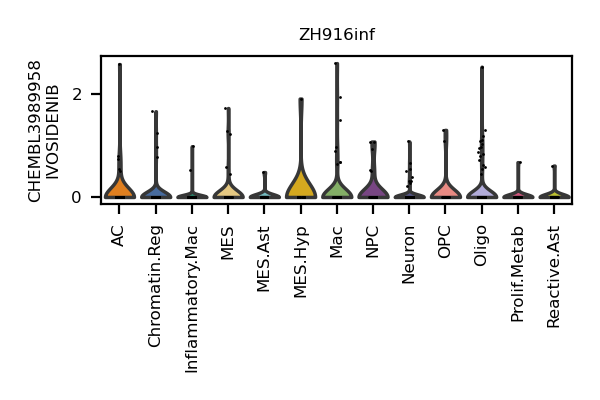 ZH916inf
CHEMBL3989958
IVOSIDENIB
2
0
AC
Chromatin.Reg
Inflammatory.Mac
MES
MES.Ast
MES.Hyp
Mac
NPC
Neuron
OPC
Oligo
Prolif.Metab
Reactive.Ast